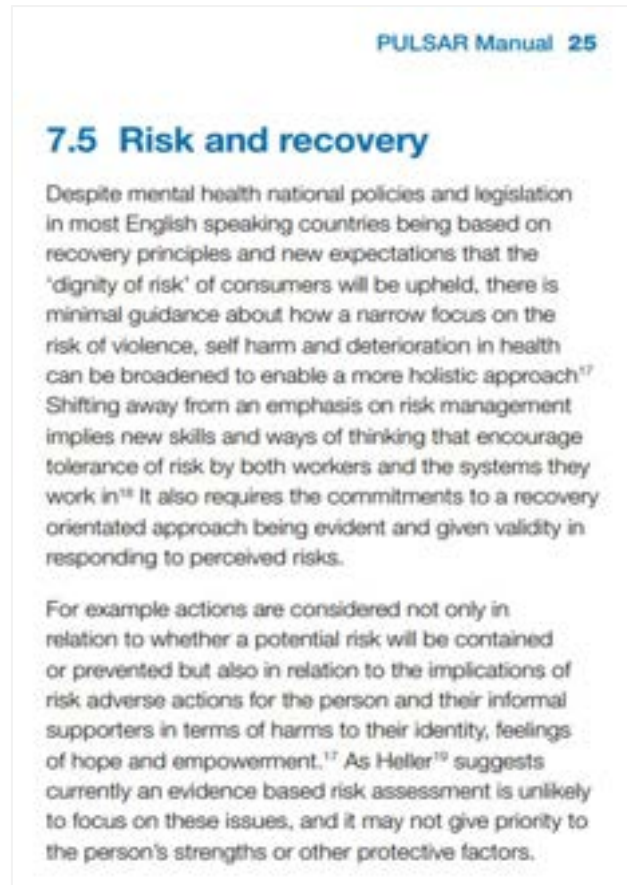 PULSAR Manual 25
7.5 Risk and recovery
Despite mental health national policies and legislation
in most English speaking countries being based on
recovery principles and new expectations that the
'dignity of risk' of consumers will be upheld, there is
minimal guidance about how a narrow focus on the
risk of violence, self harm and deterioration in health
can be broadened to enable a more holistic approach¹⁷
Shifting away from an emphasis on risk management
implies new skills and ways of thinking that encourage
tolerance of risk by both workers and the systems they
work in¹⁸ It also requires the commitments to a recovery
orientated approach being evident and given validity in
responding to perceived risks.
For example actions are considered not only in
relation to whether a potential risk will be contained
or prevented but also in relation to the implications of
risk adverse actions for the person and their informal
supporters in terms of harms to their identity, feelings
of hope and empowerment.¹⁷ As Heller¹⁹ suggests
currently an evidence based risk assessment is unlikely
to focus on these issues, and it may not give priority to
the person's strengths or other protective factors.